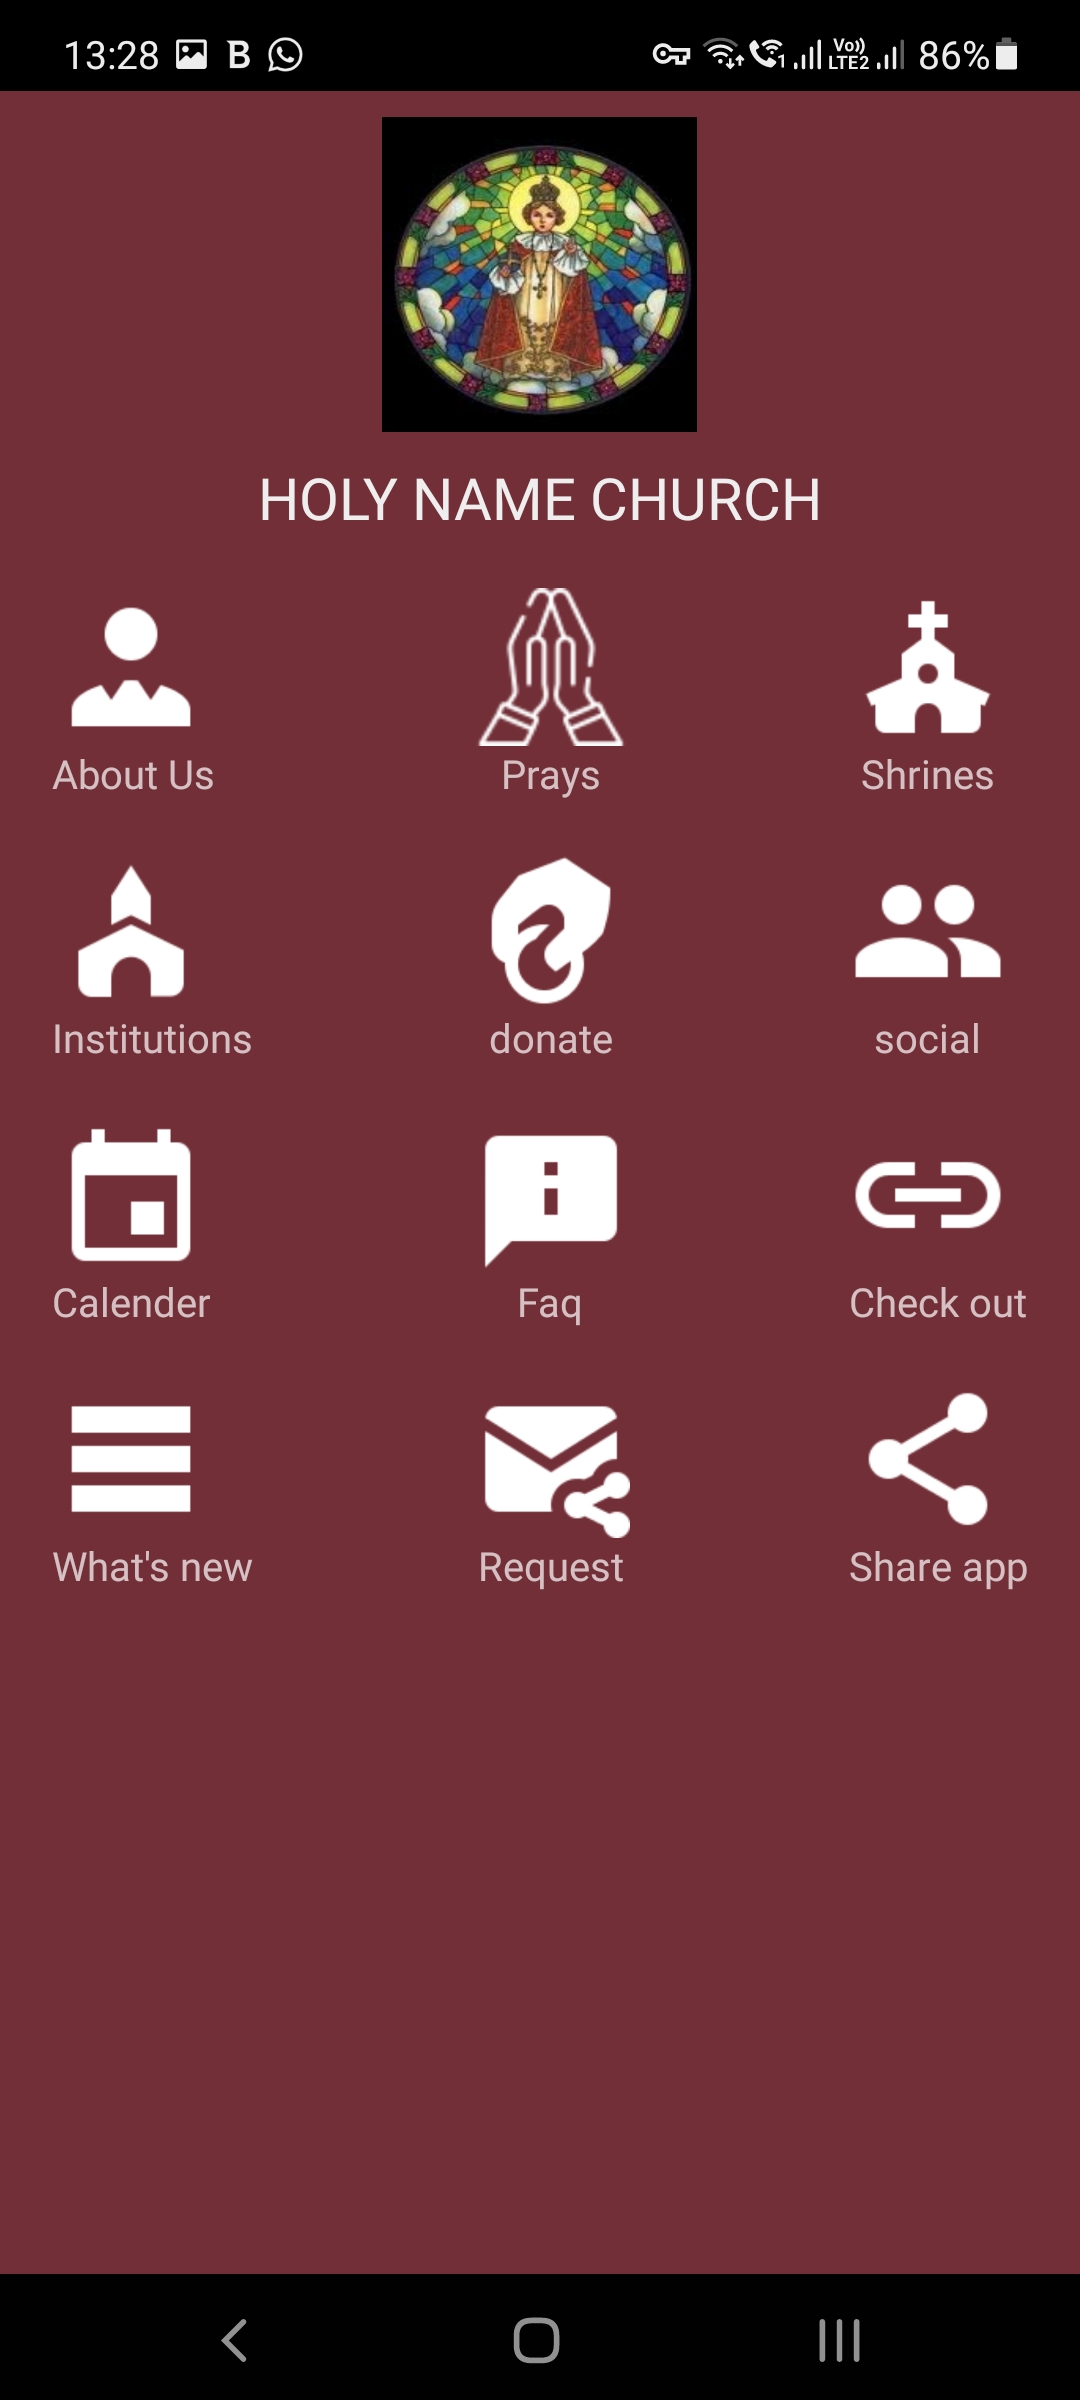 13:28 B 1 Vo)) LTE2 86%
HOLY NAME CHURCH
About Us Prays Shrines
Institutions donate social
Calender Faq Check out
What's new Request Share app